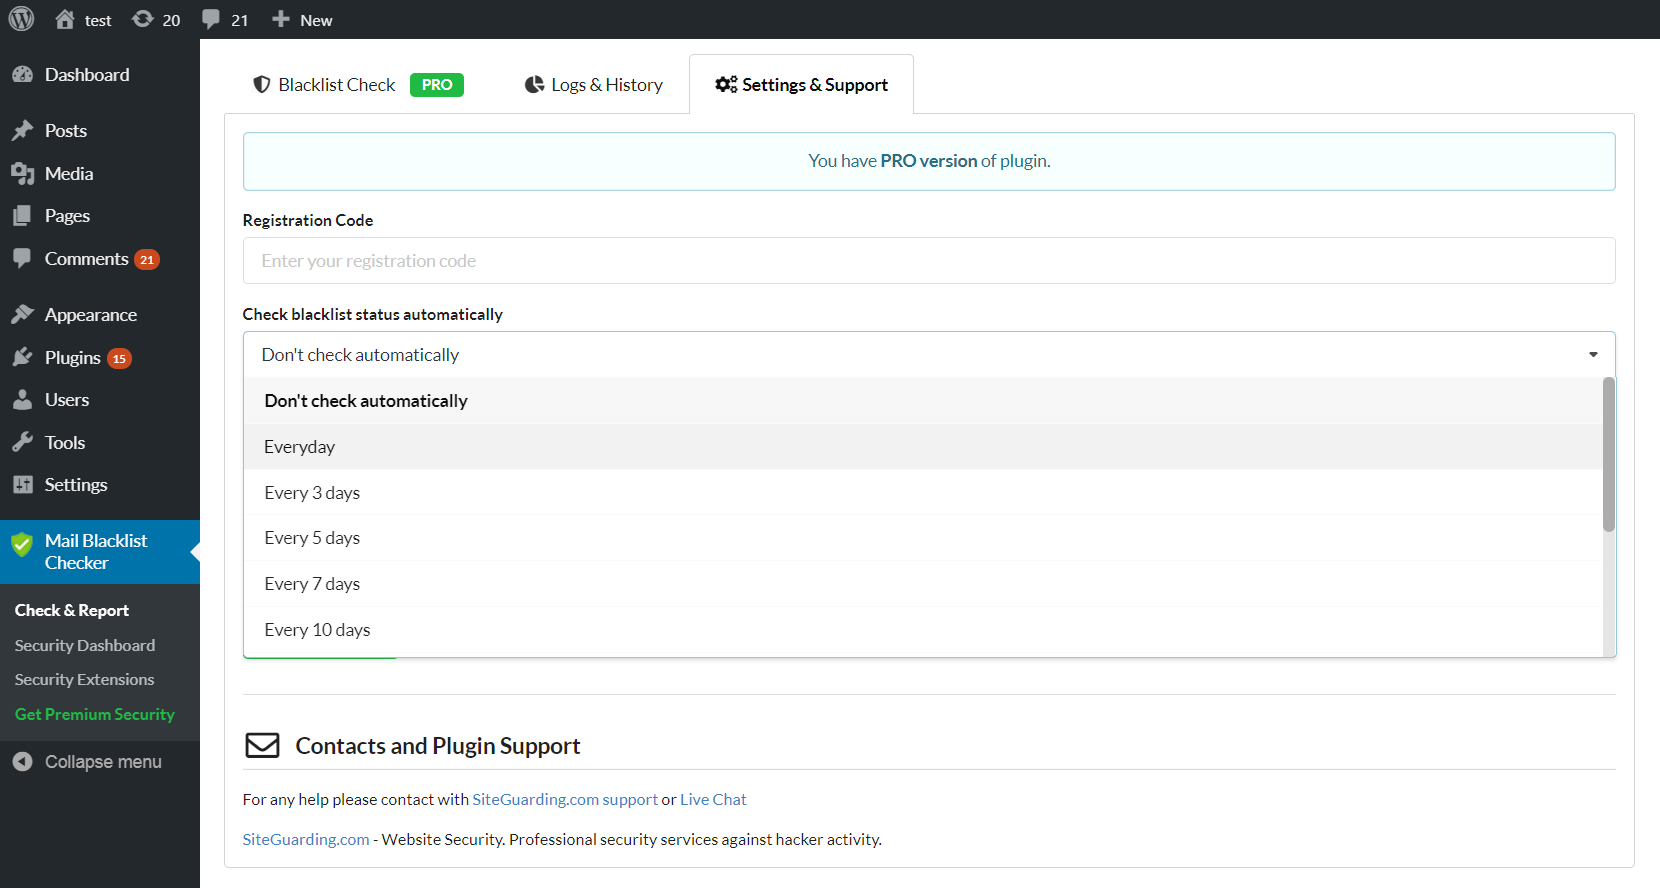 test
20
21
New
Dashboard
Posts
Media
Pages
Comments 21
Appearance
Plugins 15
Users
Tools
Settings
Mail Blacklist
Checker
Check & Report
Security Dashboard
Security Extensions
Get Premium Security
Collapse menu
Blacklist Check PRO
Logs & History
Settings & Support
You have PRO version of plugin.
Registration Code
Enter your registration code
Check blacklist status automatically
Don't check automatically
Don't check automatically
Everyday
Every 3 days
Every 5 days
Every 7 days
Every 10 days
Contacts and Plugin Support
For any help please contact with SiteGuarding.com support or Live Chat
SiteGuarding.com - Website Security. Professional security services against hacker activity.